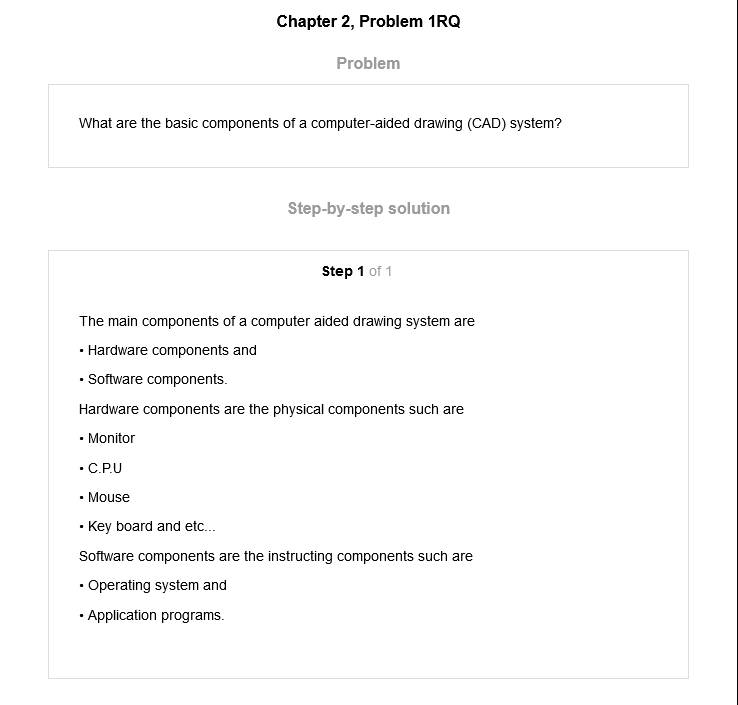 Chapter 2, Problem 1RQ
Problem
What are the basic components of a computer-aided drawing (CAD) system?
Step-by-step solution
Step 1 of 1
The main components of a computer aided drawing system are
• Hardware components and
• Software components.
Hardware components are the physical components such are
• Monitor
• C.P.U
• Mouse
• Key board and etc...
Software components are the instructing components such are
• Operating system and
• Application programs.